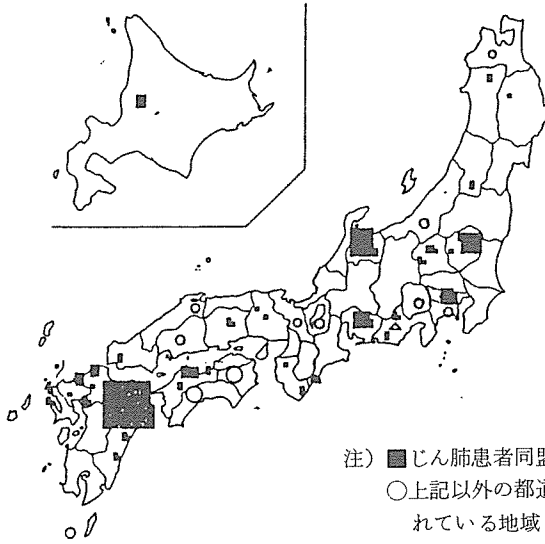 注）■じん肺患者同盟
○上記以外の都道
れている地域